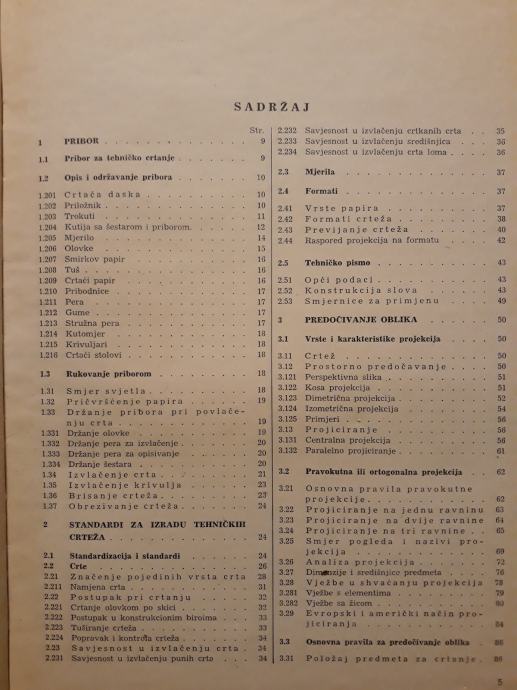 SADRŽAJ
Str.
1 PRIBOR . . . . . . . . . . . 9
1.1 Pribor za tehničko crtanje . . . . . . 9
1.2 Opis i održavanje pribora . . . . . . 10
1.201 Crtaća daska . . . . . . . . 10
1.202 Priložnik . . . . . . . . . . 10
1.203 Trokuti . . . . . . . . . . 11
1.204 Kutija sa šestarom i priborom. . . . . 12
1.205 Mjerilo . . . . . . . . . . 14
1.206 Olovke . . . . . . . . . . 15
1.207 Smirkov papir . . . . . . . . 16
1.208 Tuš . . . . . . . . . . . 16
1.209 Crtaći papir . . . . . . . . 16
1.210 Pribodnice . . . . . . . . . 17
1.211 Pera . . . . . . . . . . . 17
1.212 Gume . . . . . . . . . . . 17
1.213 Stružna pera . . . . . . . . 17
1.214 Kutomjer . . . . . . . . . 18
1.215 Krivuljari . . . . . . . . . 18
1.216 Crtaći stolovi . . . . . . . . 18
1.3 Rukovanje priborom . . . . . . . 18
1.31 Smjer svjetla . . . . . . . . 18
1.32 Pričvršćenje papira . . . . . . 19
1.33 Držanje pribora pri povlače-
nju crta . . . . . . . . . 19
1.331 Držanje olovke . . . . . . . . 19
1.332 Držanje pera za izvlačenje . . . . . 20
1.333 Držanje pera za opisivanje . . . . . 20
1.334 Držanje šestara . . . . . . . . 20
1.34 Izvlačenje crta . . . . . . . 21
1.35 Izvlačenje krivulja . . . . . . 23
1.36 Brisanje crteža . . . . . . . 23
1.37 Obrezivanje crteža . . . . . . 24
2 STANDARDI ZA IZRADU TEHNIČKIH
CRTEŽA . . . . . . . . . . 24
2.1 Standardizacija i standardi . . . . . 24
2.2 Crte . . . . . . . . . . . 26
2.21 Značenje pojedinih vrsta crta 28
2.211 Namjena crta . . . . . . . . 31
2.22 Postupak pri crtanju . . . . . 32
2.221 Crtanje olovkom po skici . . . . . 32
2.222 Postupak u konstrukcionim biroima . . 33
2.223 Tuširanje crteža . . . . . . . 33
2.224 Popravak i kontrola crteža . . . . . 34
2.23 Savjesnost u izvlačenju crta . 34
2.231 Savjesnost u izvlačenju punih crta . . . 34
2.232 Savjesnost u izvlačenju crtkanih crta . . 35
2.233 Savjesnost u izvlačenju središnjica . . 36
2.234 Savjesnost u izvlačenju crta loma . . . 36
2.3 Mjerila . . . . . . . . . . 37
2.4 Formati . . . . . . . . . . 37
2.41 Vrste papira . . . . . . . . 37
2.42 Formati crteža . . . . . . . 38
2.43 Previjanje crteža . . . . . . 40
2.44 Raspored projekcija na formatu . . . 42
2.5 Tehničko pismo . . . . . . . . 43
2.51 Opći podaci . . . . . . . . 43
2.52 Konstrukcija slova . . . . . . 43
2.53 Smjernice za primjenu . . . . 49
3 PREDOČIVANJE OBLIKA . . . . . . 50
3.1 Vrste i karakteristike projekcija . . . 50
3.11 Crtež . . . . . . . . . . . 50
3.12 Prostorno predočavanje . . . . 50
3.121 Perspektivna slika . . . . . . . 51
3.122 Kosa projekcija . . . . . . . . 51
3.123 Dimetrična projekcija . . . . . . 52
3.124 Izometrična projekcija . . . . . . 54
3.125 Primjeri . . . . . . . . . . 56
3.13 Projiciranje . . . . . . . . 56
3.131 Centralna projekcija . . . . . . 56
3.132 Paralelno projiciranje . . . . . . 61
3.2 Pravokutna ili ortogonalna projekcija . 62
3.21 Osnovna pravila pravokutne
projekcije. . . . . . . . . 62
3.22 Projiciranje na jednu ravninu 63
3.23 Projiciranje na dvije ravnine 64
3.24 Projiciranje na tri ravnine . . 65
3.25 Smjer pogleda i nazivi pro-
jekcija . . . . . . . . . . 69
3.26 Analiza projekcija . . . . . . 72
3.27 Dimenzije i središnjice predmeta . . . 76
3.28 Vježbe u shvaćanju projekcija 78
3.281 Vježbe s elementima . . . . . . 79
3.282 Vježbe sa žicom . . . . . . . 80
3.29 Evropski i američki način pro-
jiciranja . . . . . . . . . 84
3.3 Osnovna pravila za predočivanje oblika . 86
3.31 Položaj predmeta za crtanje . 86
5